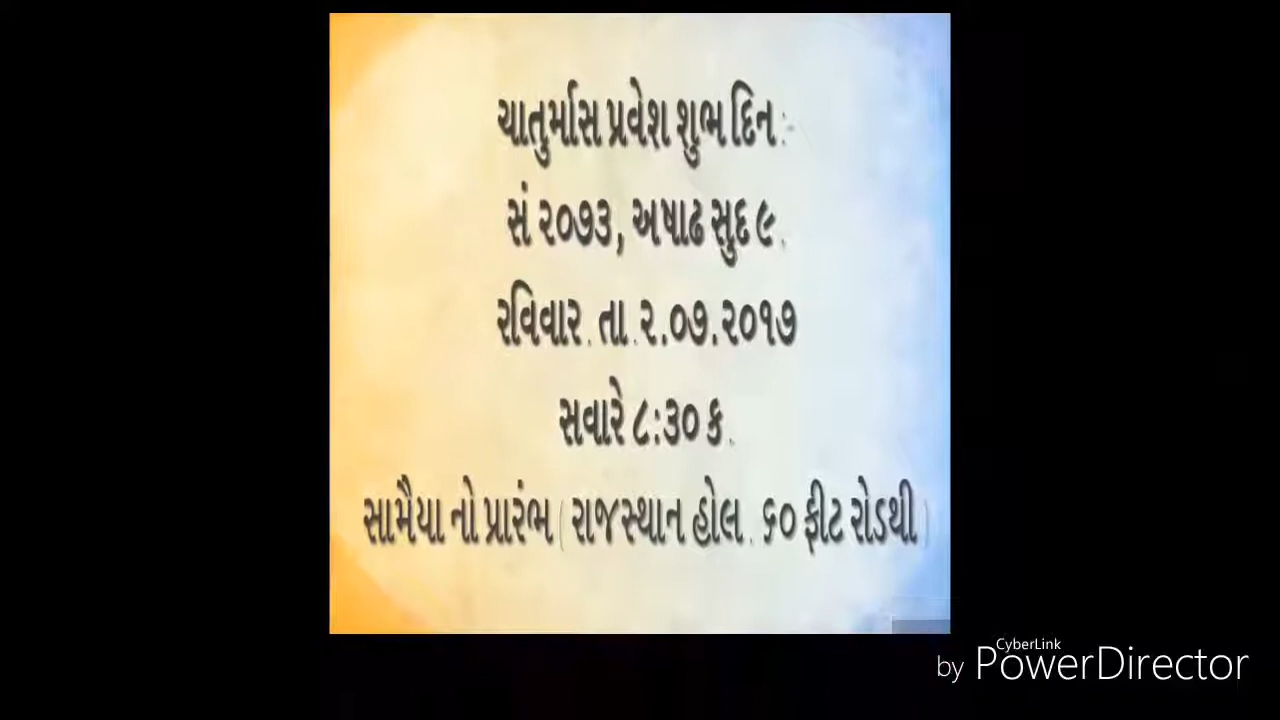 ચાતુર્માસ પ્રવેશ શુભ દિન :-
સં ૨૦૭૩, અષાઢ સુદ ૯.
રવિવાર. તા. ૨.૦૭.૨૦૧૭
સવારે ૮:૩૦ ક.
સામૈયા નો પ્રારંભ ( રાજસ્થાન હોલ. ૬૦ ફીટ રોડથી )
by CyberLink PowerDirector